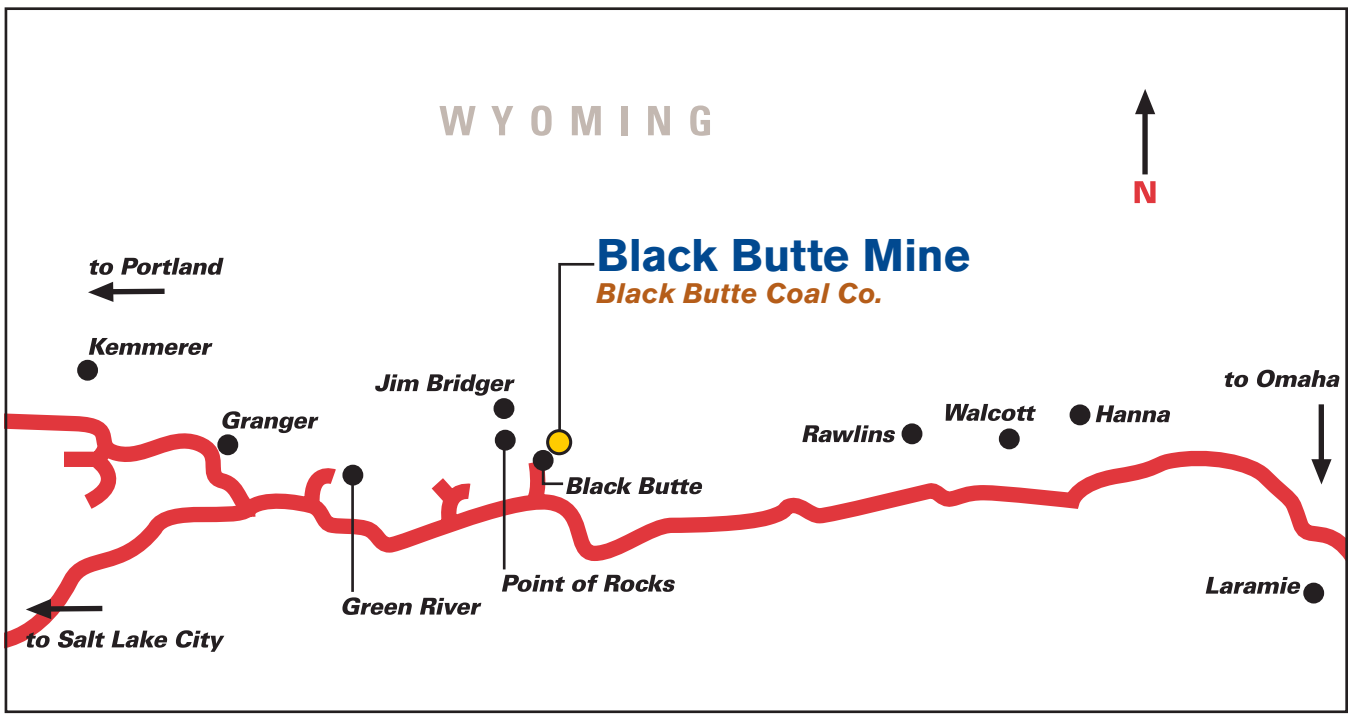 WYOMING
N
Black Butte Mine
Black Butte Coal Co.
to Portland
Kemmerer
Jim Bridger
to Omaha
Granger
Walcott
Hanna
Rawlins
Black Butte
Point of Rocks
Laramie
Green River
to Salt Lake City